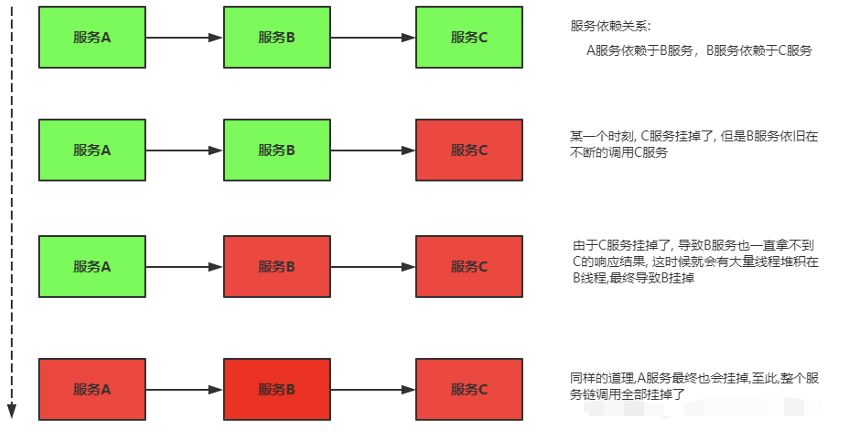 服务A
服务B
服务C
服务依赖关系:
A服务依赖于B服务，B服务依赖于C服务
服务A
服务B
服务C
某一个时刻, C服务挂掉了, 但是B服务依旧在
不断的调用C服务
服务A
服务B
服务C
由于C服务挂掉了, 导致B服务也一直拿不到
C的响应结果, 这时候就会有大量线程堆积在
B线程,最终导致B挂掉
服务A
服务B
服务C
同样的道理,A服务最终也会挂掉,至此,整个服
务链调用全部挂掉了